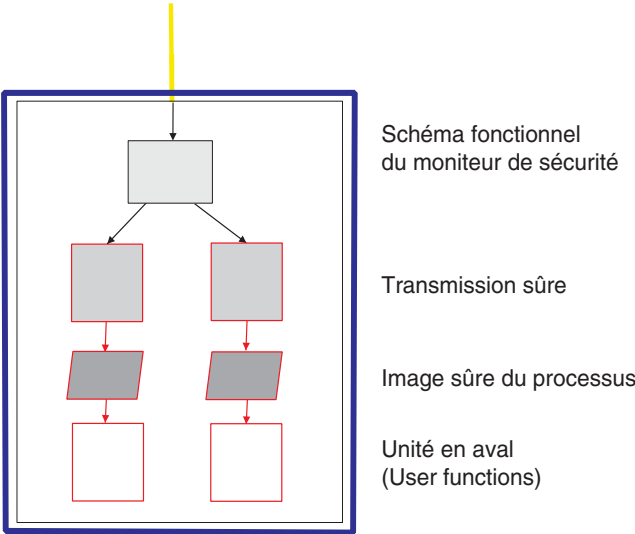 Schéma fonctionnel
du moniteur de sécurité
Transmission sûre
Image sûre du processus
Unité en aval
(User functions)